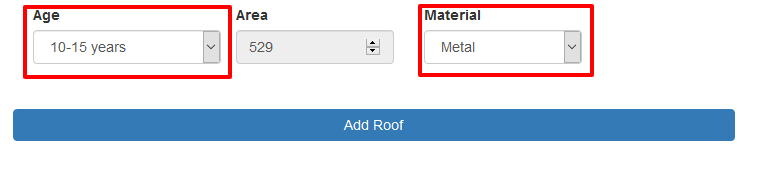 Age Area Material
10-15 years 529 Metal
Add Roof